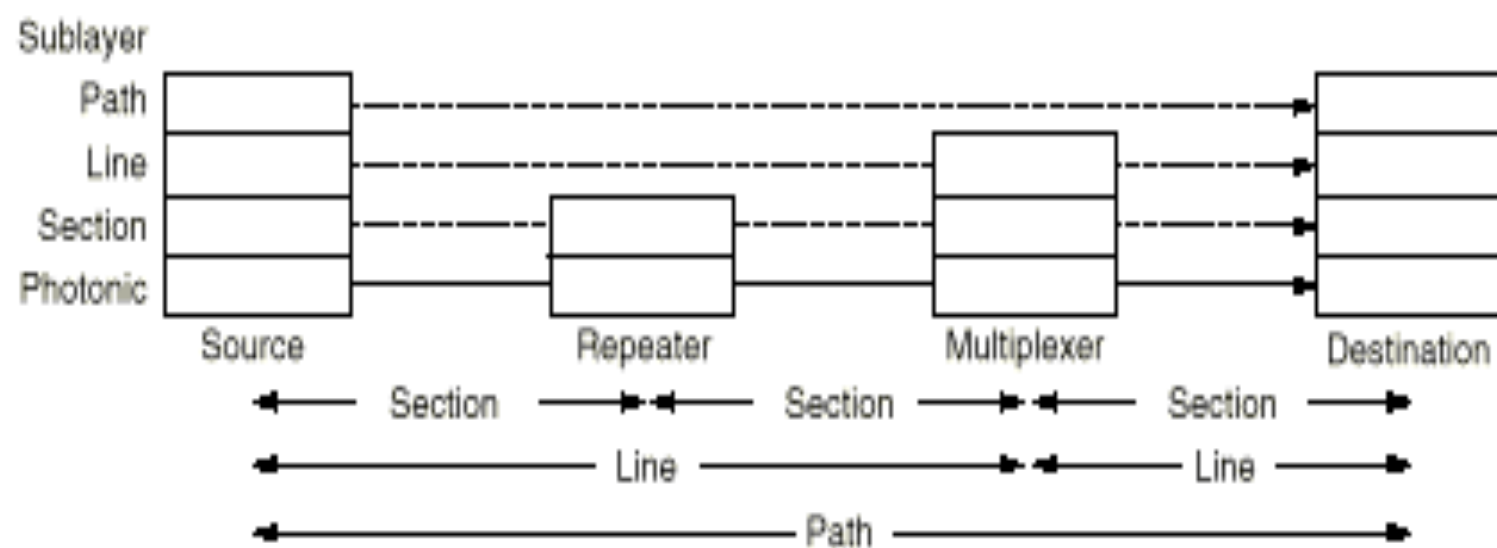 Sublayer
Path
Line
Section
Photonic
Source Repeater Multiplexer Destination
Section Section Section
Line Line
Path